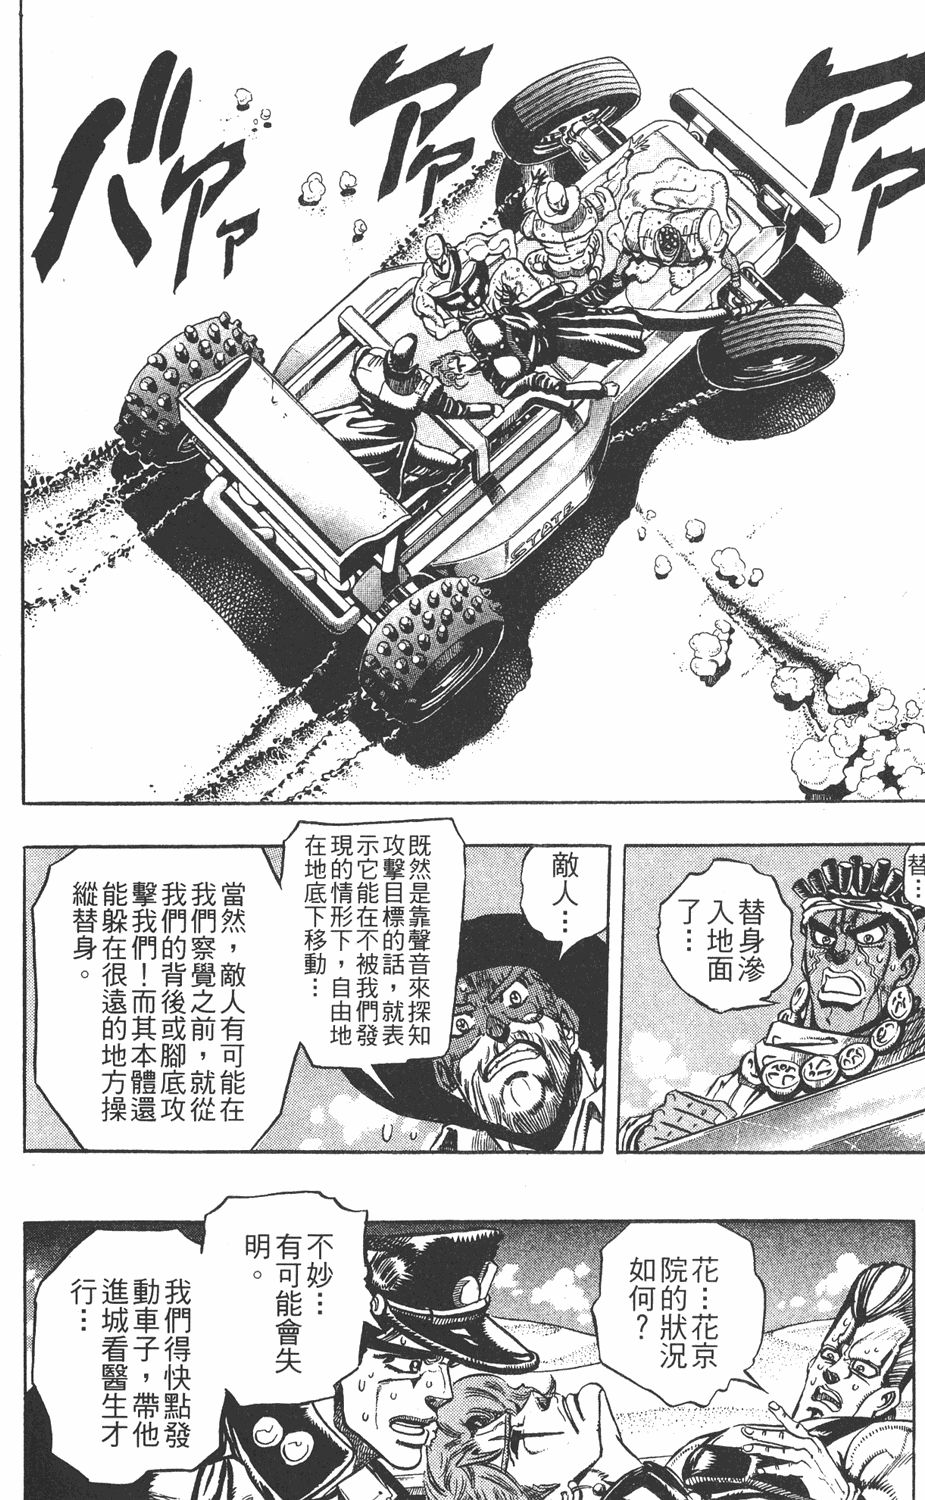 バァァ
アァ
アァ
STATE
替…
替身滲
入地面
了…
敵人…
既然是靠聲音來探知
攻擊目標的話，就表
示它能在不被我們發
現的情形下，自由地
在地底下移動…
當然，敵人有可能在
我們察覺之前，就從
我們的背後或腳底攻
擊我們！而其本體還
能躲在很遠的地方操
縱替身。
花…花京
院的狀況
如何？
不妙…
有可能會失
明。
我們得快點發
動車子，帶他
進城看醫生才
行…